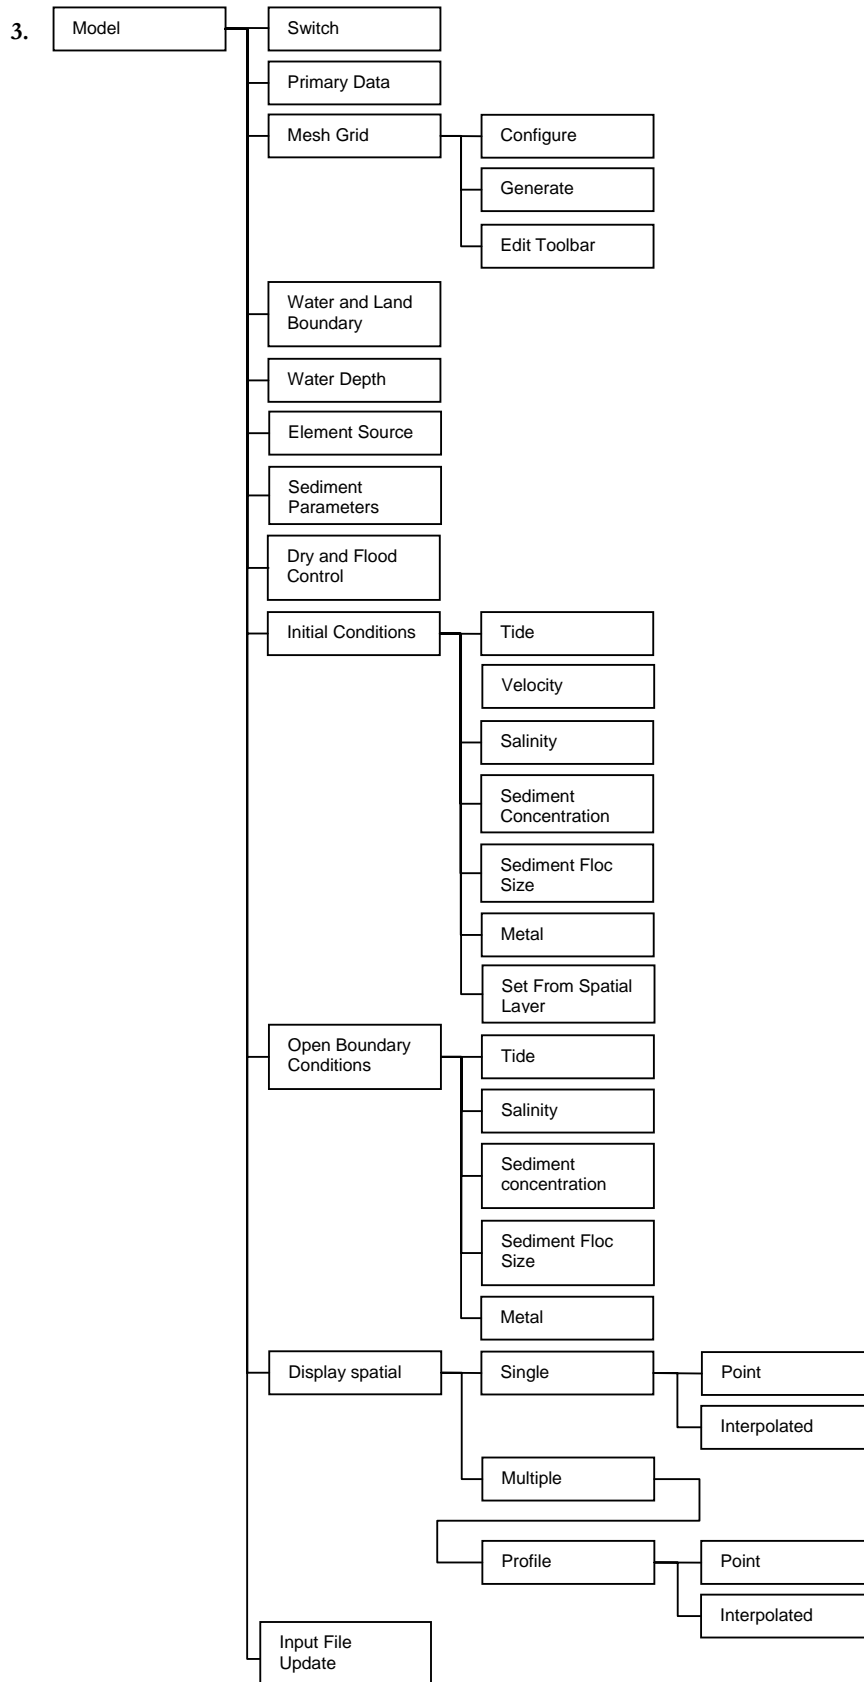 3.
Model
Switch
Primary Data
Mesh Grid
Configure
Generate
Edit Toolbar
Water and Land
Boundary
Water Depth
Element Source
Sediment
Parameters
Dry and Flood
Control
Initial Conditions
Tide
Velocity
Salinity
Sediment
Concentration
Sediment Floc
Size
Metal
Set From Spatial
Layer
Open Boundary
Conditions
Tide
Salinity
Sediment
concentration
Sediment Floc
Size
Metal
Display spatial
Single
Point
Interpolated
Multiple
Profile
Point
Interpolated
Input File
Update